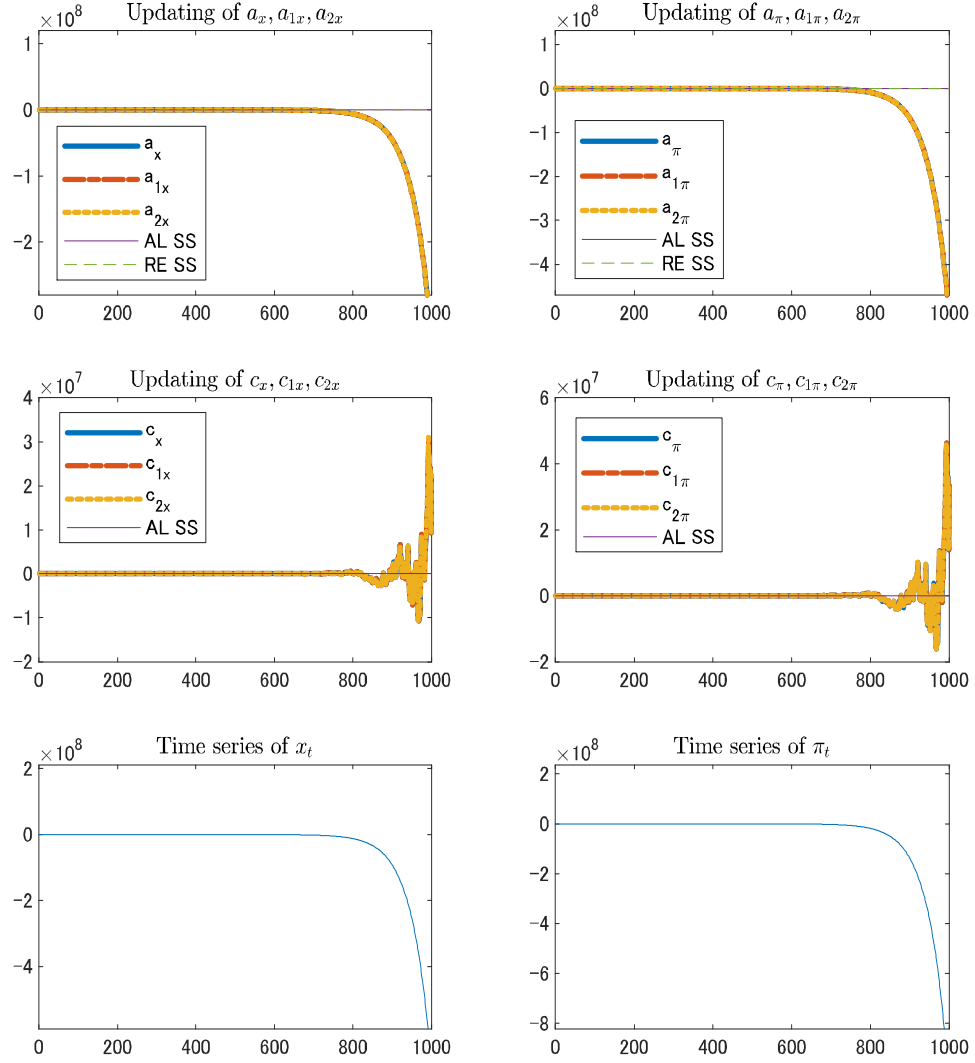 Updating of a_x, a_1x, a_2x
×10^8
1
0
−1
−2
a_x
a_1x
a_2x
AL SS
RE SS
0 200 400 600 800 1000
Updating of a_π, a_1π, a_2π
×10^8
1
0
−1
−2
−3
−4
a_π
a_1π
a_2π
AL SS
RE SS
0 200 400 600 800 1000
Updating of c_x, c_1x, c_2x
×10^7
4
3
2
1
0
−1
−2
c_x
c_1x
c_2x
AL SS
0 200 400 600 800 1000
Updating of c_π, c_1π, c_2π
×10^7
6
4
2
0
−2
c_π
c_1π
c_2π
AL SS
0 200 400 600 800 1000
Time series of x_t
×10^8
2
0
−2
−4
0 200 400 600 800 1000
Time series of π_t
×10^8
2
0
−2
−4
−6
−8
0 200 400 600 800 1000